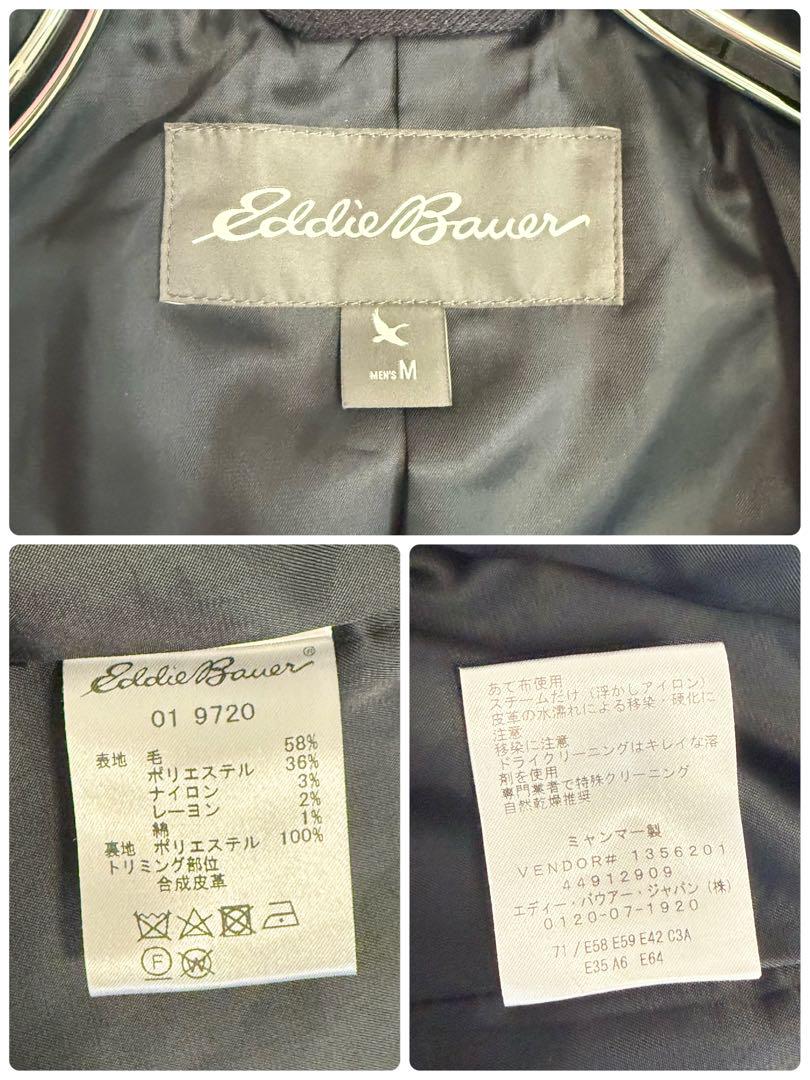 Eddie Bauer
MEN'S M
Eddie Bauer®
01 9720
表地 毛 58%
ポリエステル 36%
ナイロン 3%
レーヨン 2%
綿 1%
裏地 ポリエステル 100%
トリミング部位
合成皮革
F W
あて布使用
スチームだけ (浮かしアイロン)
皮革の水濡れによる移染・硬化に
注意
移染に注意
ドライクリーニングはキレイな溶
剤を使用
専門業者で特殊クリーニング
自然乾燥推奨
ミャンマー製
VENDOR# 1356201
44912909
エディー・バウアー・ジャパン (株)
0120-07-1920
71 / E58 E59 E42 C3A
E35 A6 E64